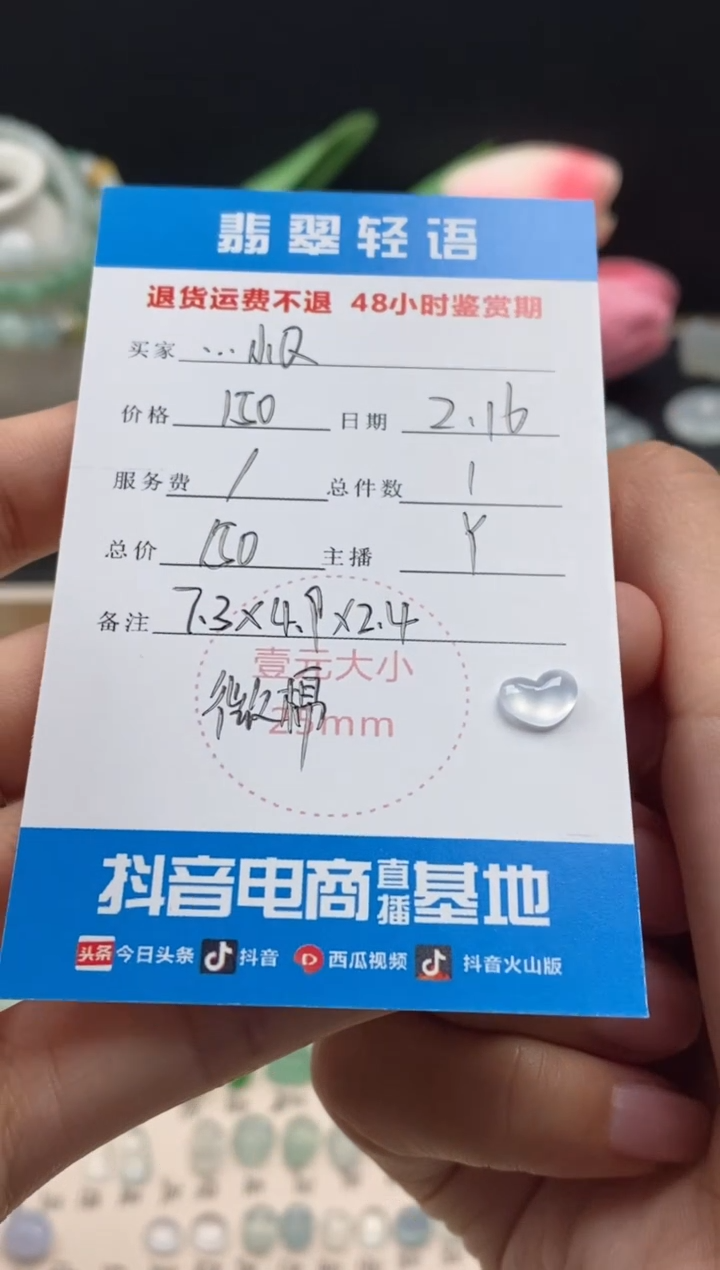 翡翠轻语
退货运费不退 48小时鉴赏期
买家 ...小Q
价格 150 日期 2.16
服务费 / 总件数 1
总价 150 主播 Y
备注 7.3×4.9×2.4
壹元大小
微棉
25mm
抖音电商直播基地
头条 今日头条 抖音 西瓜视频 抖音火山版